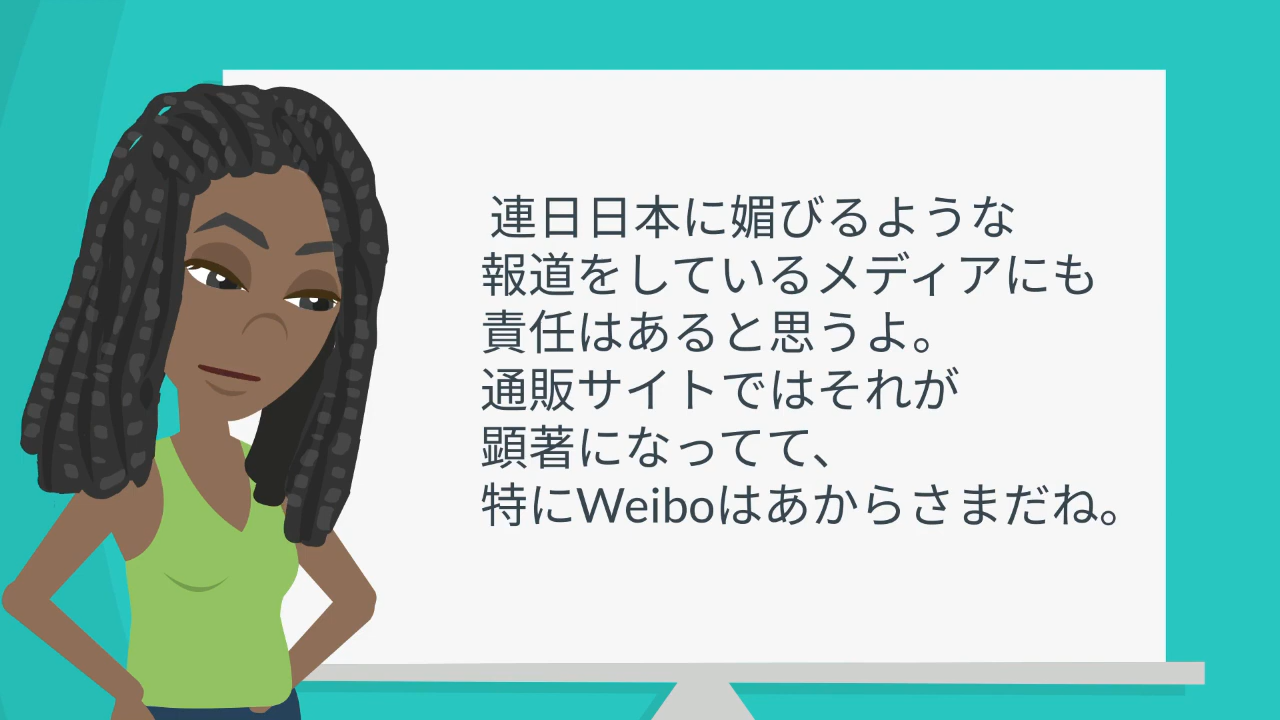 連日日本に媚びるような
報道をしているメディアにも
責任はあると思うよ。
通販サイトではそれが
顕著になってて、
特にWeiboはあからさまだね。